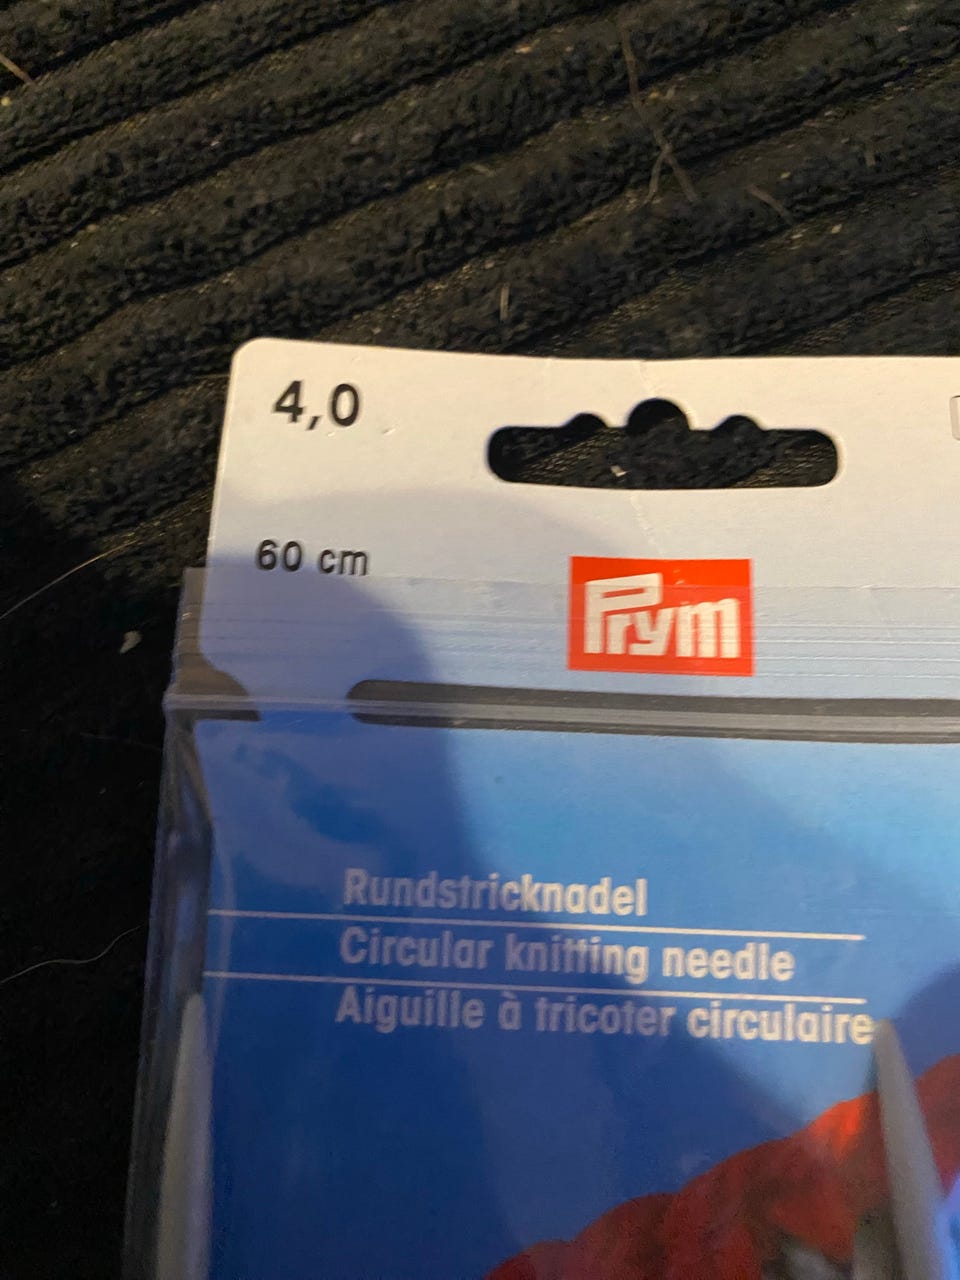 4,0
60 cm
Prym
Rundstricknadel
Circular knitting needle
Aiguille à tricoter circulaire